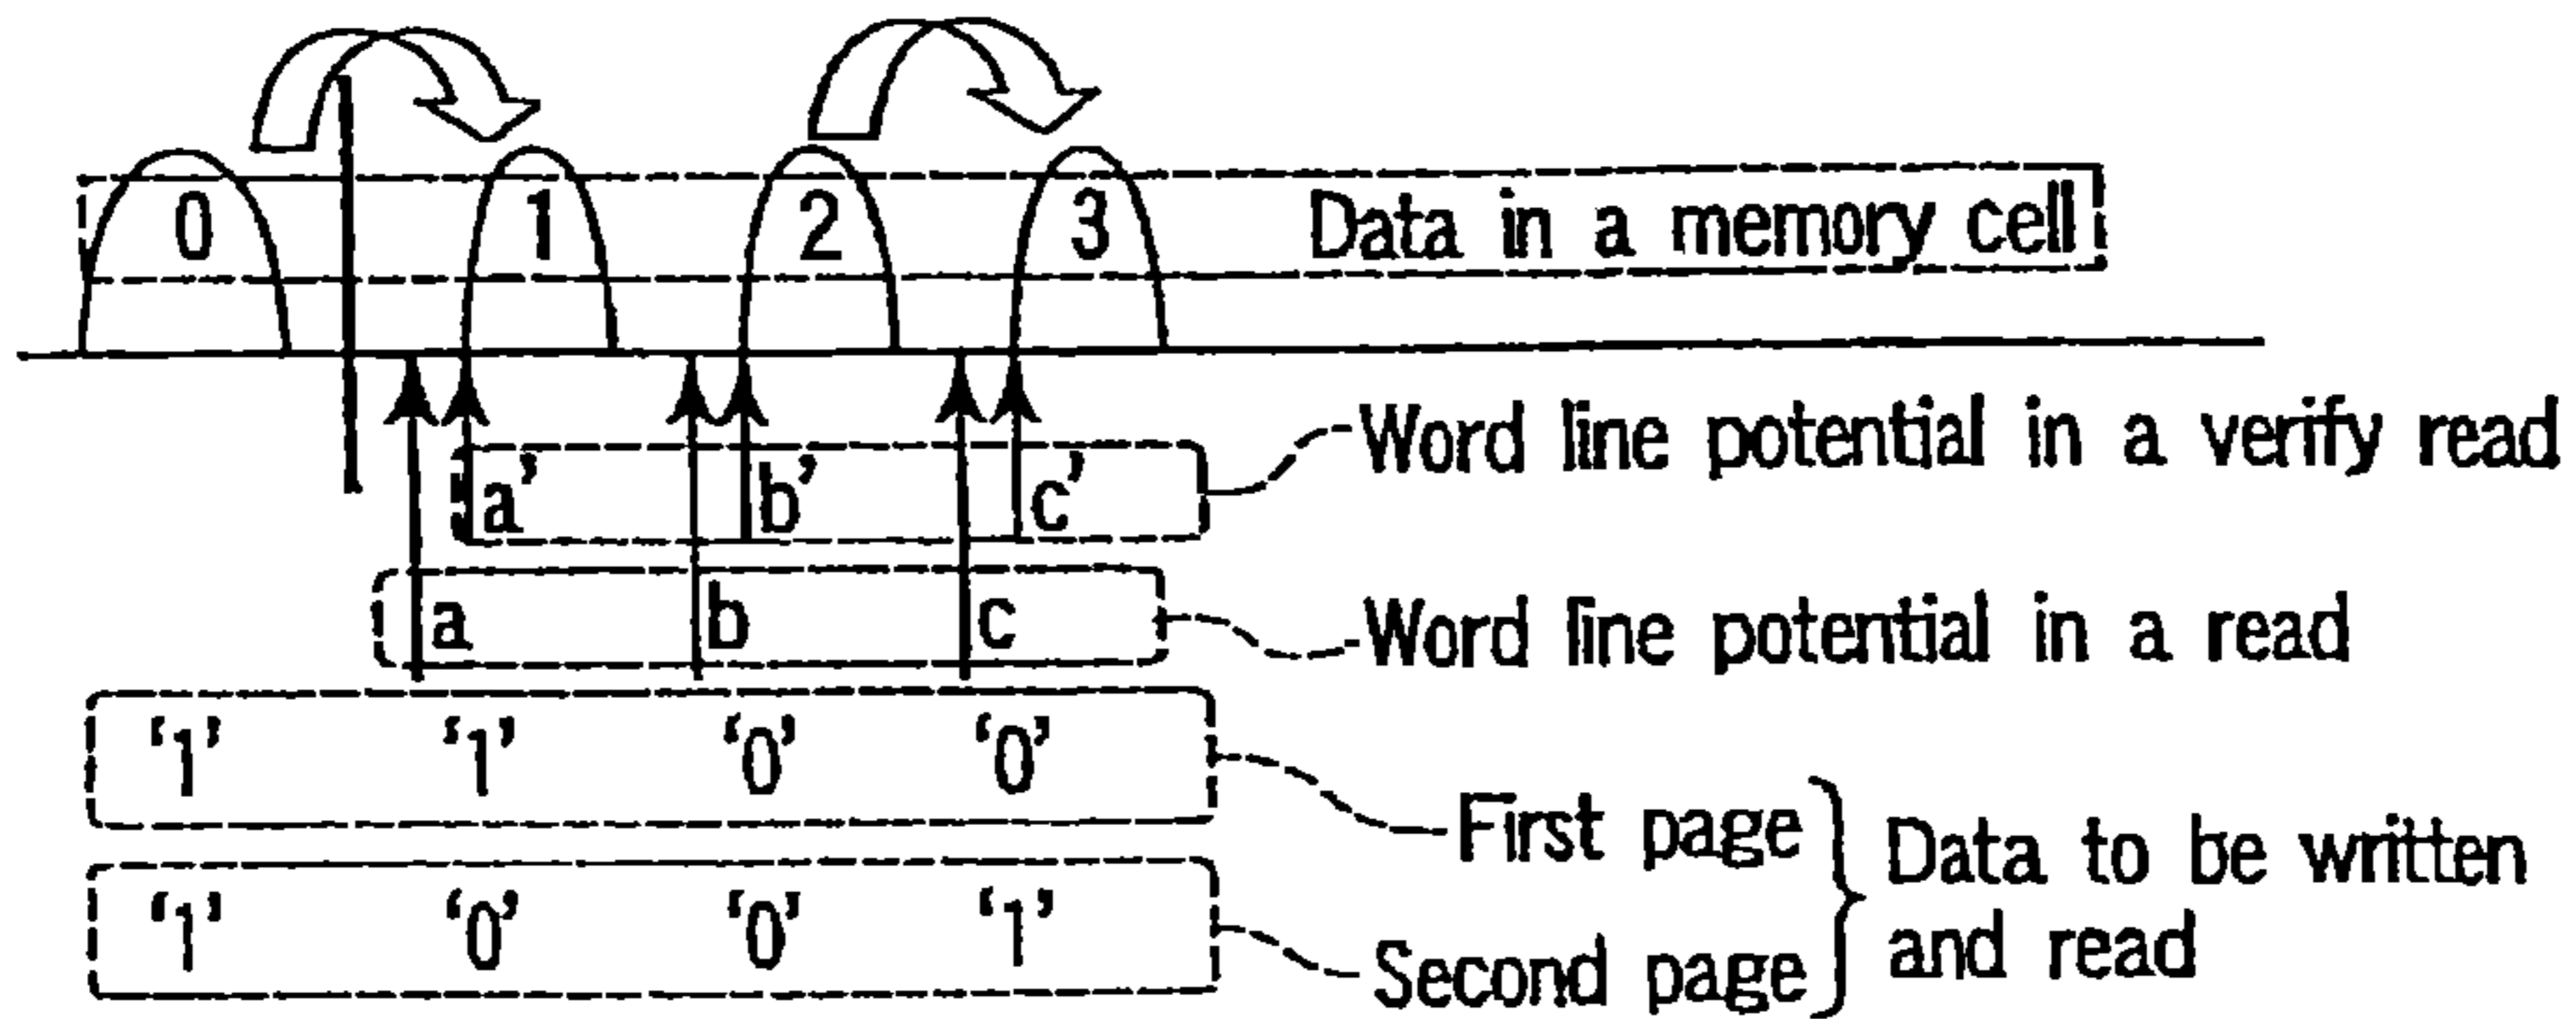 0 1 2 3 Data in a memory cell
a' b' c' Word line potential in a verify read
a b c Word line potential in a read
'1' '1' '0' '0'
First page
'1' '0' '0' '1'
Second page
Data to be written
and read